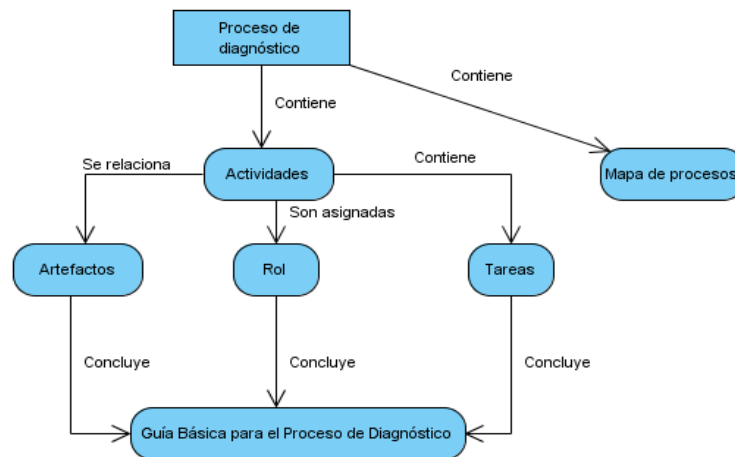 Proceso de
diagnóstico
Contiene
Contiene
Se relaciona
Actividades
Contiene
Mapa de procesos
Son asignadas
Artefactos
Rol
Tareas
Concluye
Concluye
Concluye
Guía Básica para el Proceso de Diagnóstico